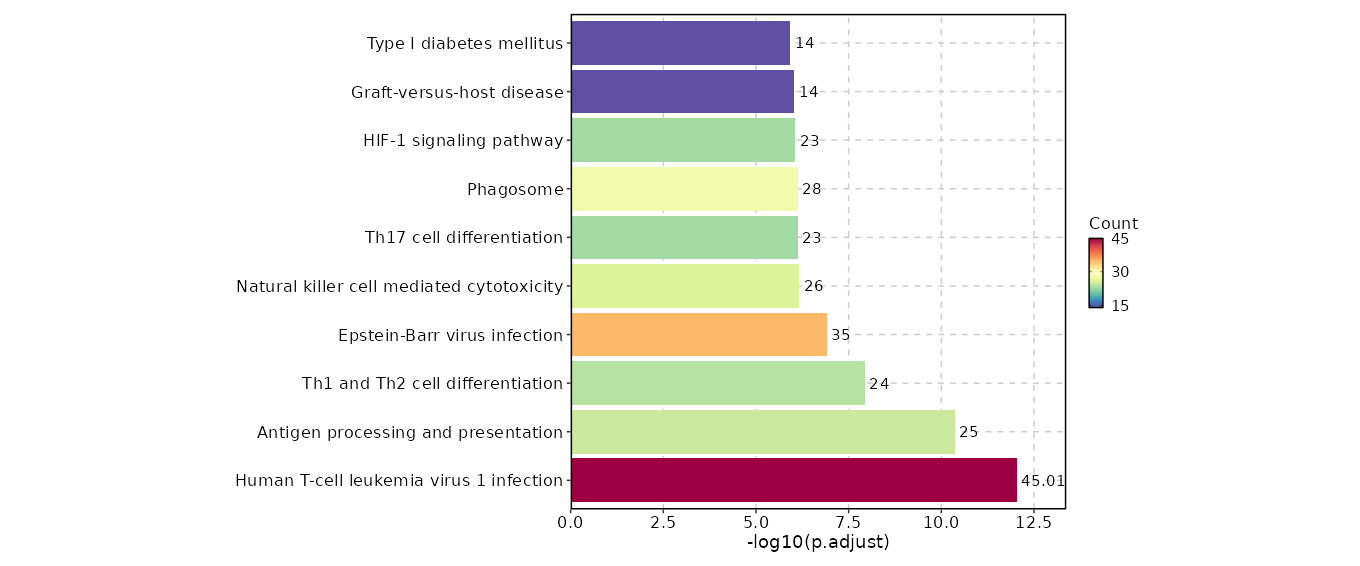 Type I diabetes mellitus 14
Graft-versus-host disease 14
HIF-1 signaling pathway 23
Phagosome 28
Th17 cell differentiation 23
Natural killer cell mediated cytotoxicity 26
Epstein-Barr virus infection 35
Th1 and Th2 cell differentiation 24
Antigen processing and presentation 25
Human T-cell leukemia virus 1 infection 45.01
0.0 2.5 5.0 7.5 10.0 12.5
-log10(p.adjust)
Count
45
30
15